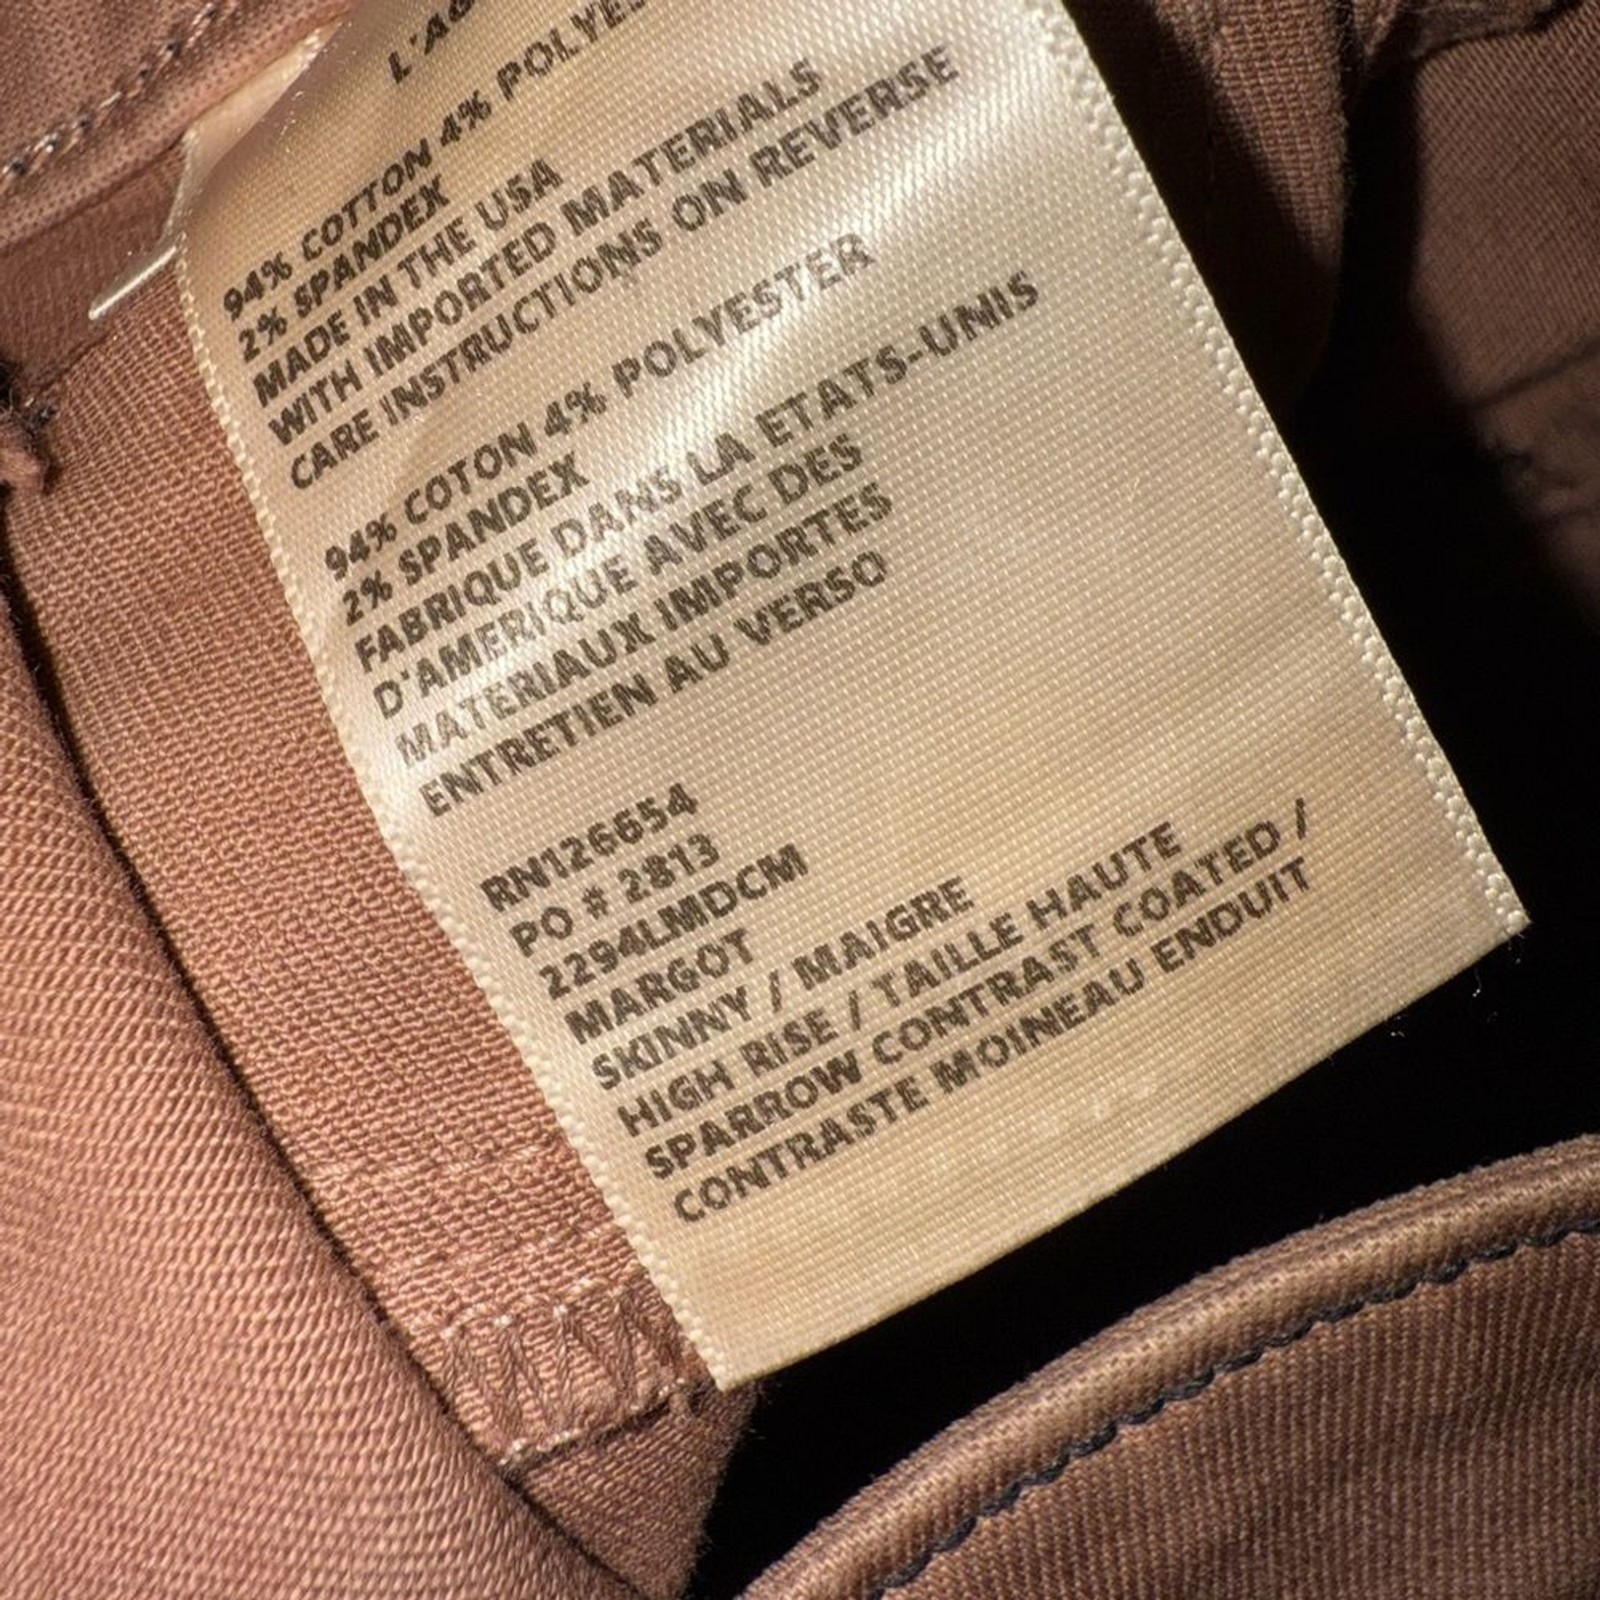 L'AG
94% COTTON 4% POLYES
2% SPANDEX
MADE IN THE USA
WITH IMPORTED MATERIALS
CARE INSTRUCTIONS ON REVERSE
94% COTON 4% POLYESTER
2% SPANDEX
FABRIQUE DANS LA ETATS-UNIS
D'AMERIQUE AVEC DES
MATERIAUX IMPORTES
ENTRETIEN AU VERSO
RN126654
PO # 2813
2294LMDCM
MARGOT
SKINNY / MAIGRE
HIGH RISE / TAILLE HAUTE
SPARROW CONTRAST COATED /
CONTRASTE MOINEAU ENDUIT